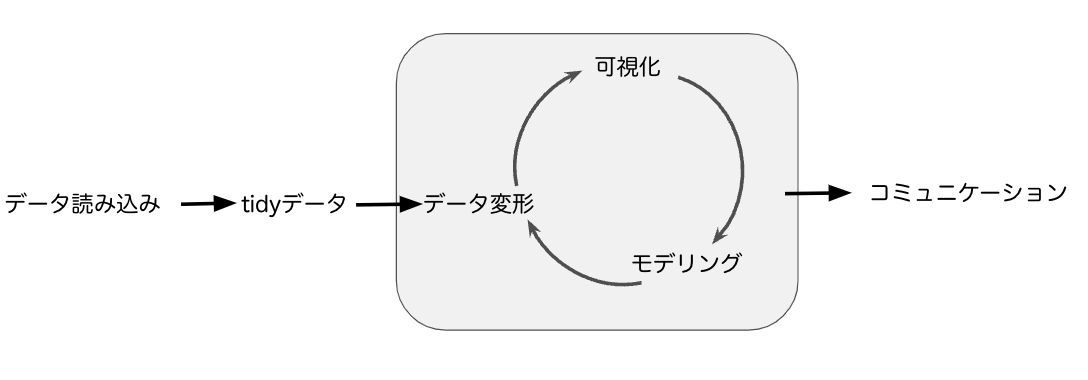 可視化
データ読み込み
tidyデータ
データ変形
コミュニケーション
モデリング